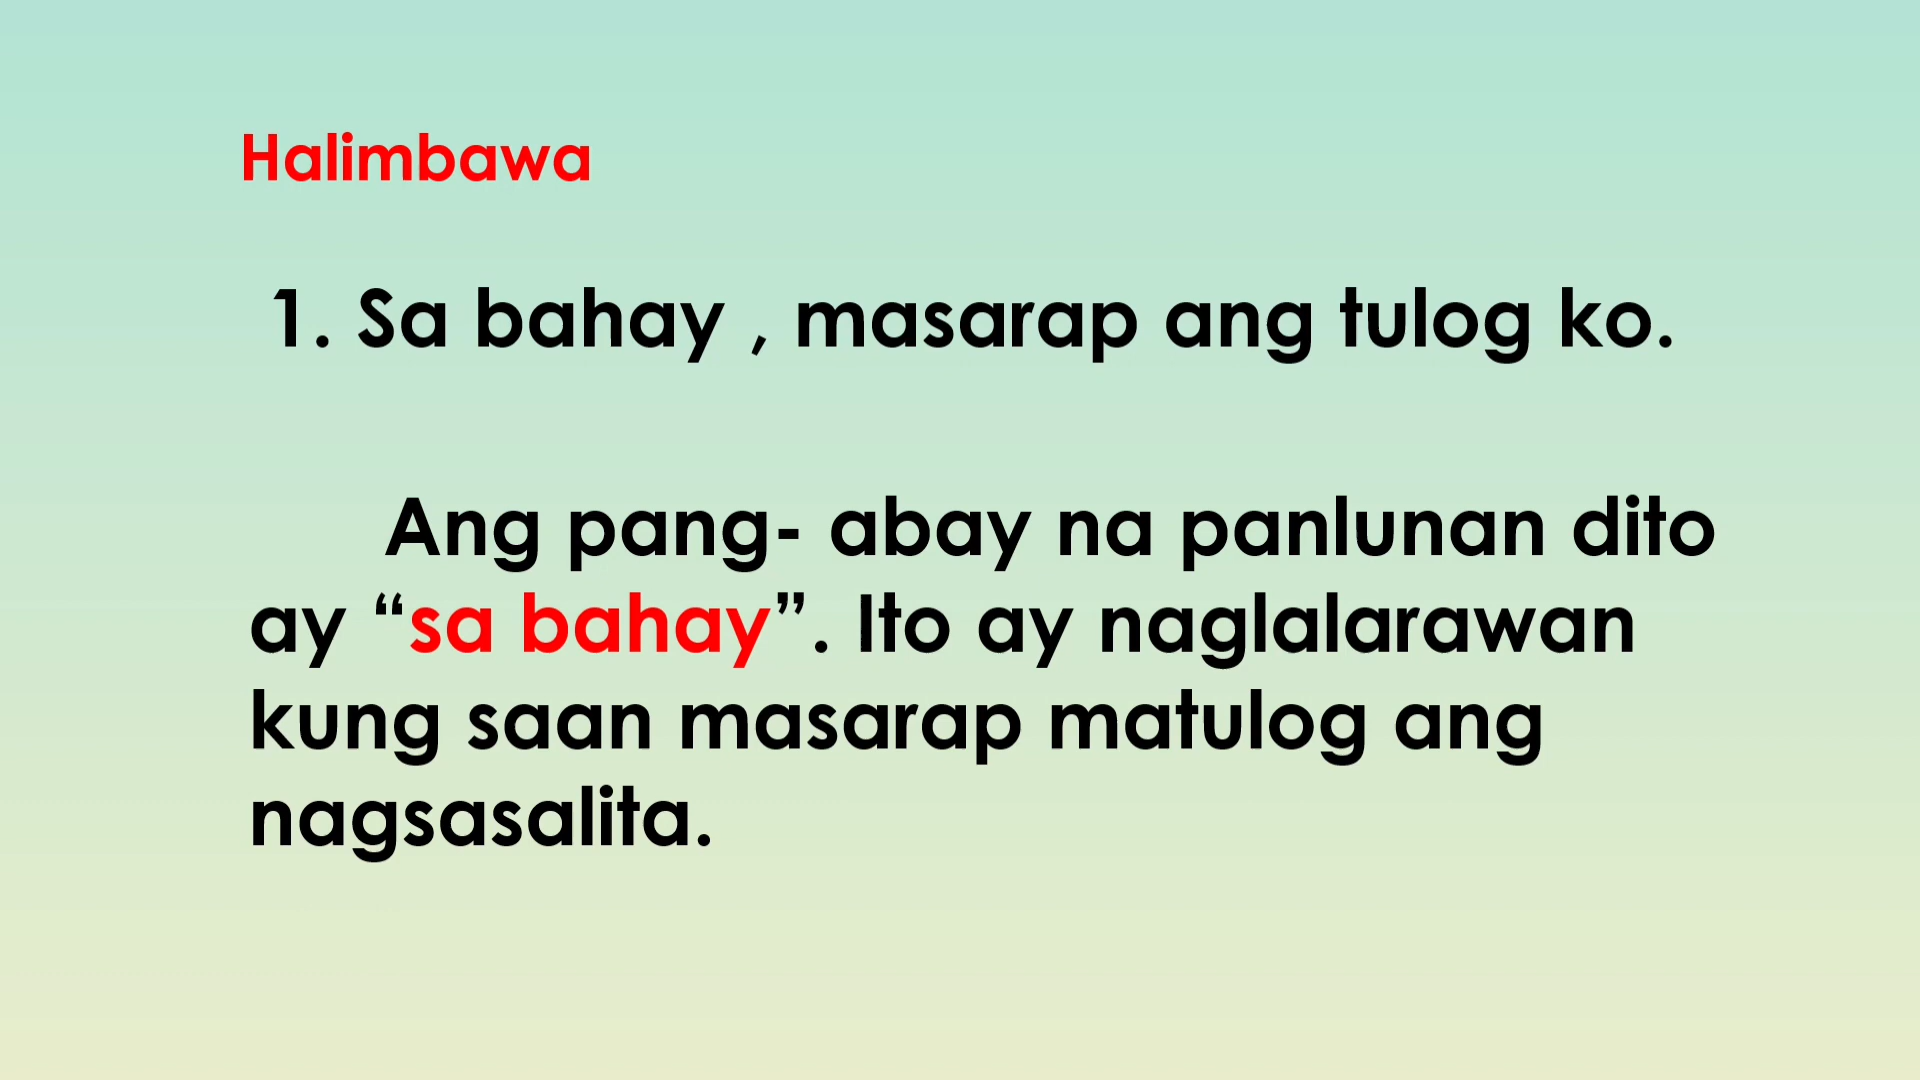 Halimbawa
1. Sa bahay , masarap ang tulog ko.
Ang pang- abay na panlunan dito
ay “sa bahay”. Ito ay naglalarawan
kung saan masarap matulog ang
nagsasalita.